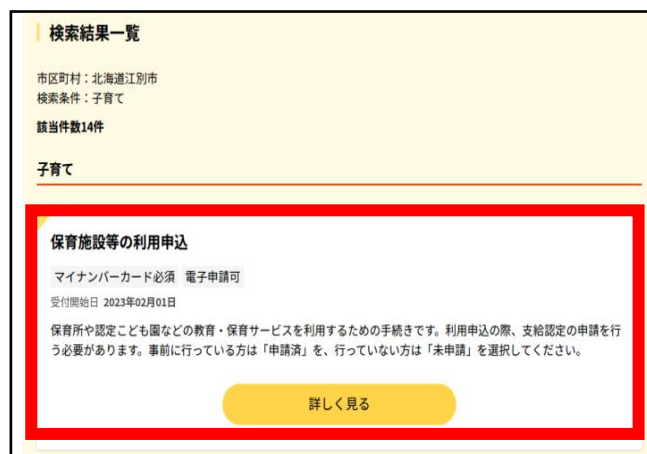 検索結果一覧
市区町村：北海道江別市
検索条件：子育て
該当件数14件
子育て
保育施設等の利用申込
マイナンバーカード必須 電子申請可
受付開始日 2023年02月01日
保育所や認定こども園などの教育・保育サービスを利用するための手続きです。利用申込の際、支給認定の申請を行
う必要があります。事前に行っている方は「申請済」を、行っていない方は「未申請」を選択してください。
詳しく見る